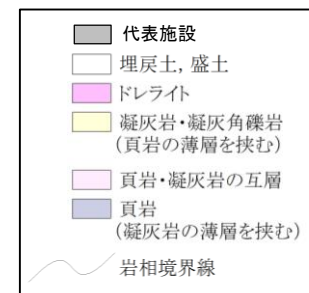 代表施設
埋戻土, 盛土
ドレライト
凝灰岩・凝灰角礫岩
(頁岩の薄層を挟む)
頁岩・凝灰岩の互層
頁岩
(凝灰岩の薄層を挟む)
岩相境界線